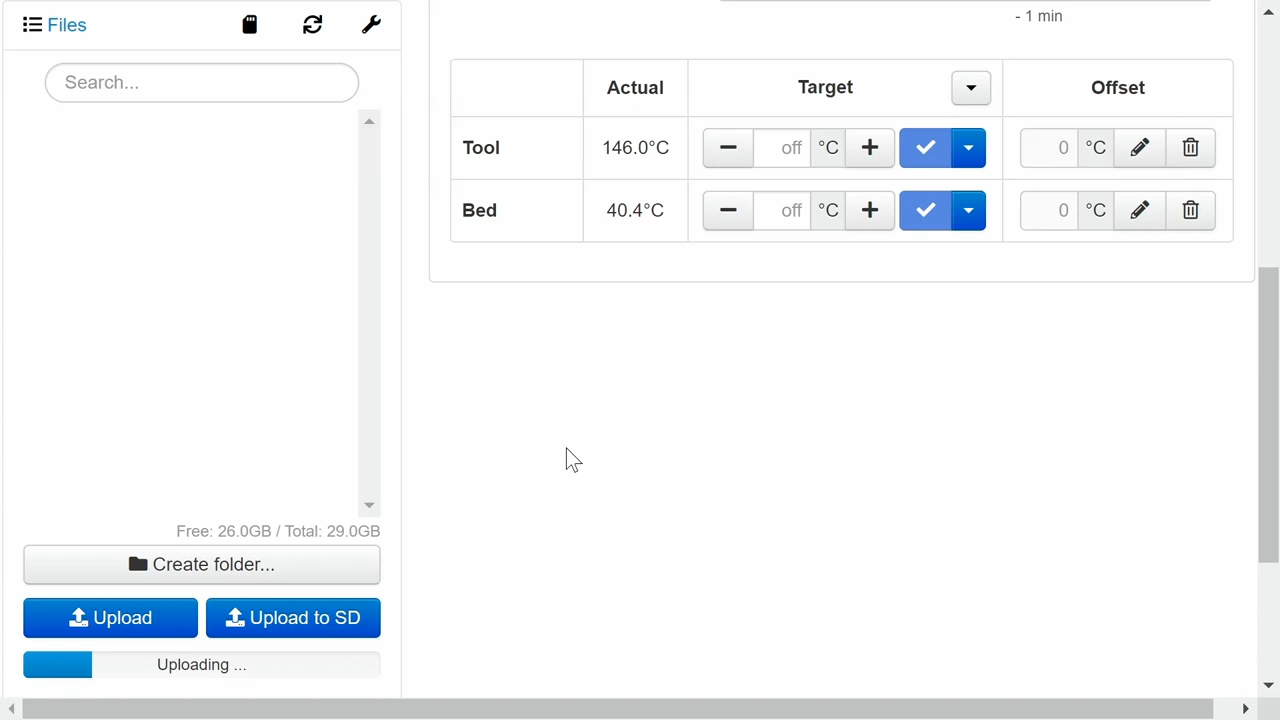 Files
Search...
Free: 26.0GB / Total: 29.0GB
Create folder...
Upload
Upload to SD
Uploading ...
- 1 min
Actual Target Offset
Tool 146.0°C off °C 0 °C
Bed 40.4°C off °C 0 °C